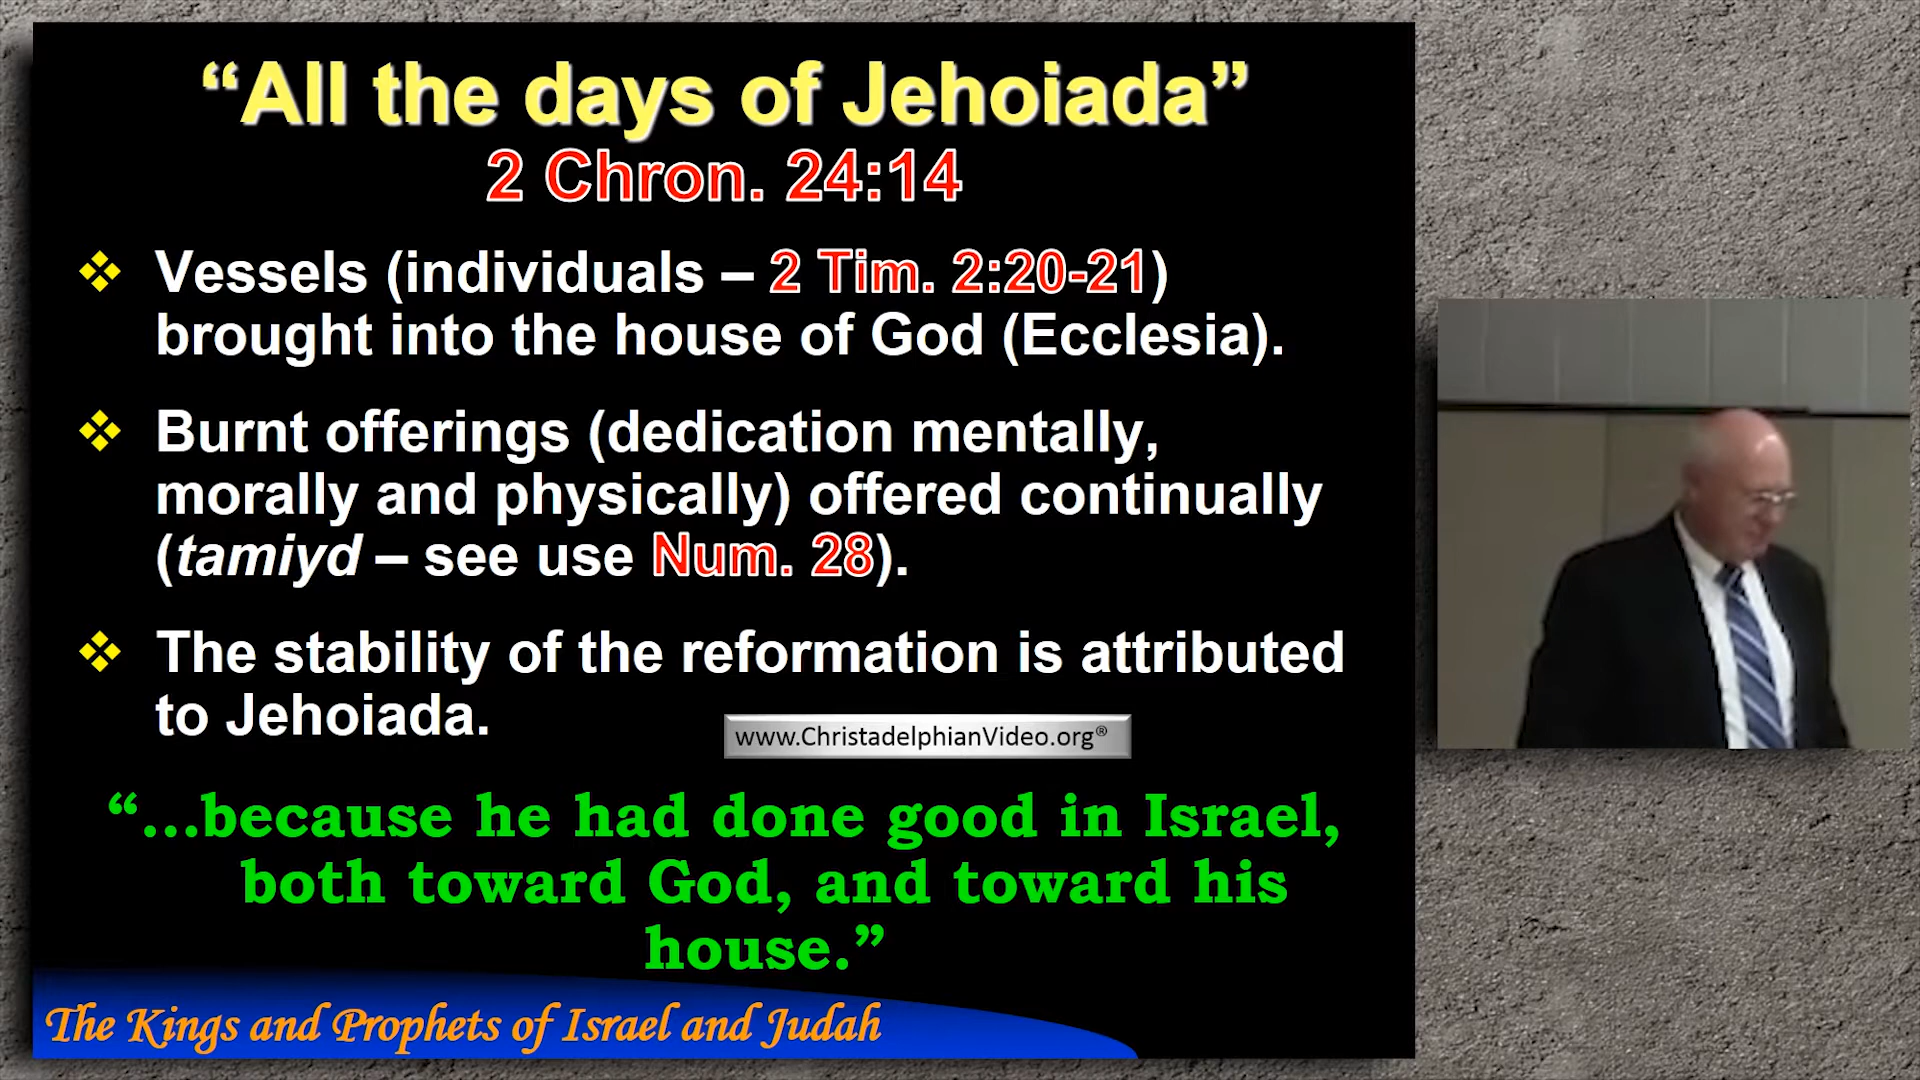 “All the days of Jehoiada”
2 Chron. 24:14
❖ Vessels (individuals – 2 Tim. 2:20-21)
brought into the house of God (Ecclesia).
❖ Burnt offerings (dedication mentally,
morally and physically) offered continually
(tamiyd – see use Num. 28).
❖ The stability of the reformation is attributed
to Jehoiada.
www.ChristadelphianVideo.org®
“…because he had done good in Israel,
both toward God, and toward his
house.”
The Kings and Prophets of Israel and Judah